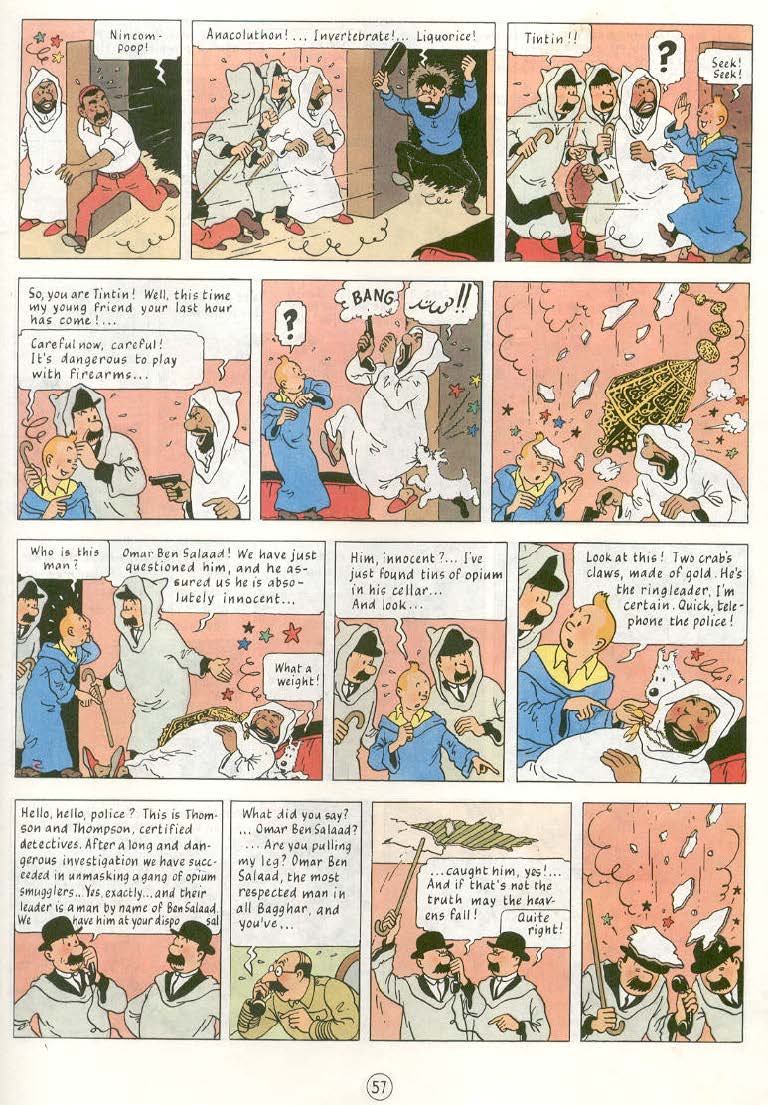 Nincom-
poop!
Anacoluthon! ... Invertebrate!... Liquorice!
Tintin!!
?
Seek!
Seek!
So, you are Tintin! Well, this time
my young friend your last hour
has come!...
Careful now, careful!
It's dangerous to play
with firearms...
?
BANG
!!
Who is this
man?
Omar Ben Salaad! We have just
questioned him, and he as-
sured us he is abso-
lutely innocent...
What a
weight!
Him, innocent?... I've
just found tins of opium
in his cellar...
And look...
Look at this! Two crab's
claws, made of gold. He's
the ringleader, I'm
certain. Quick, tele-
phone the police!
Hello, hello, police? This is Thom-
son and Thompson, certified
detectives. After a long and dan-
gerous investigation we have succ-
eeded in unmasking a gang of opium
smugglers.. Yes, exactly... and their
leader is a man by name of Ben Salaad.
We have him at your dispo sal
What did you say?
... Omar Ben Salaad?
... Are you pulling
my leg? Omar Ben
Salaad, the most
respected man in
all Bagghar, and
you've...
...caught him, yes!...
And if that's not the
truth may the heav-
ens fall!
Quite
right!
57